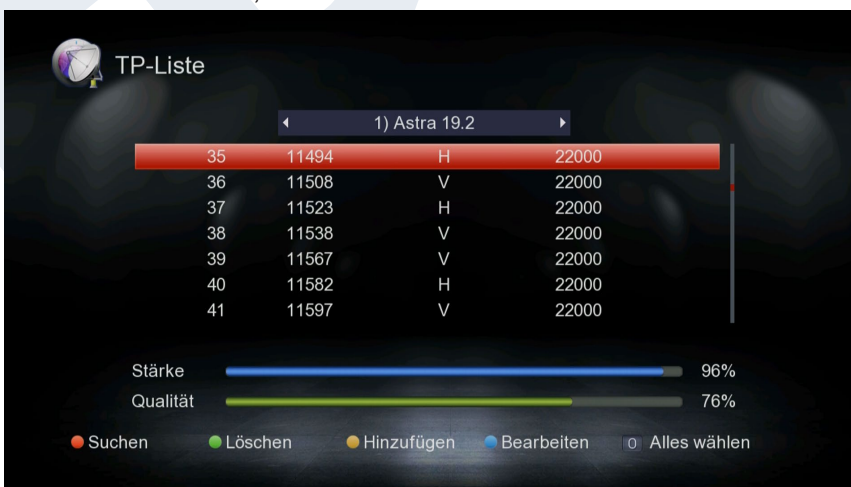 TP-Liste
1) Astra 19.2
35 11494 H 22000
36 11508 V 22000
37 11523 H 22000
38 11538 V 22000
39 11567 V 22000
40 11582 H 22000
41 11597 V 22000
Stärke 96%
Qualität 76%
Suchen Löschen Hinzufügen Bearbeiten 0 Alles wählen